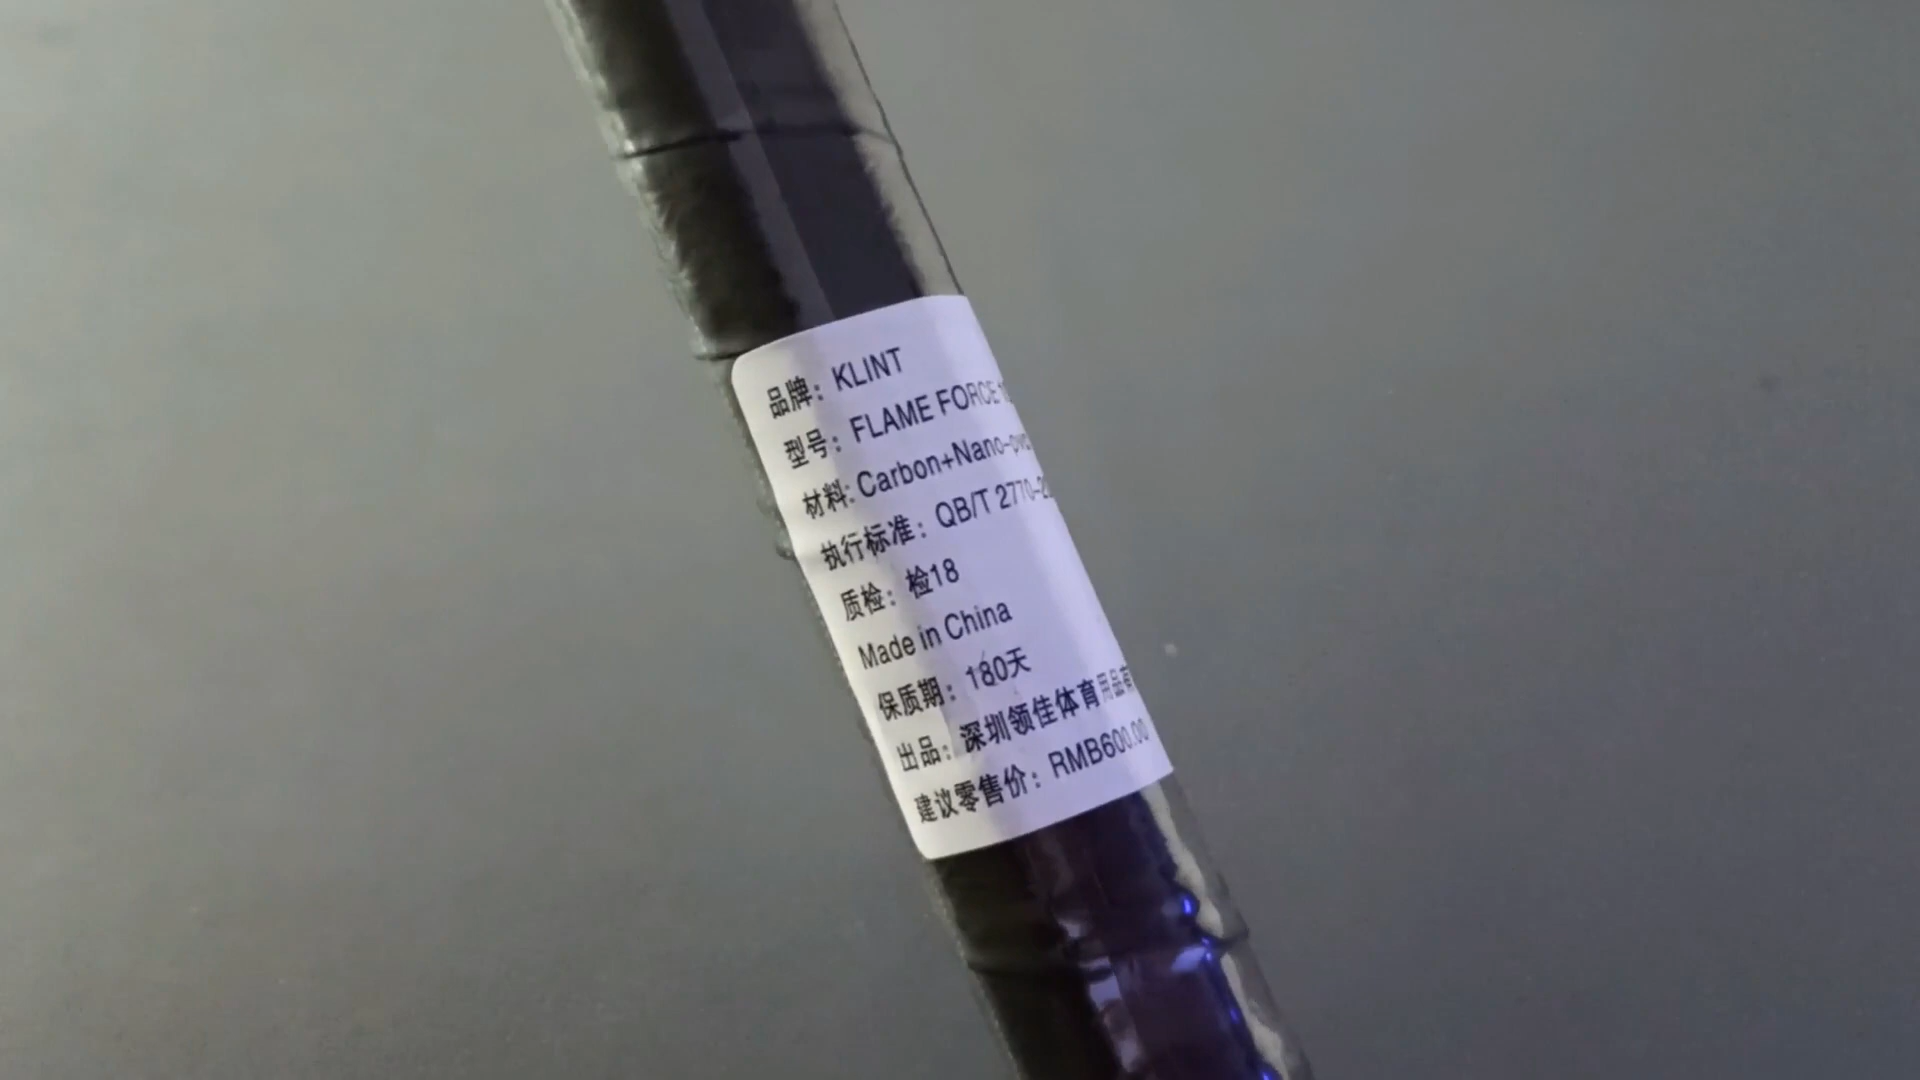 品牌：KLINT
型号：FLAME FORCE
材料:Carbon+Nano-
执行标准：QB/T 2770-
质检：检18
Made in China
保质期：180天
出品：深圳领佳体育用品有
建议零售价：RMB600.00